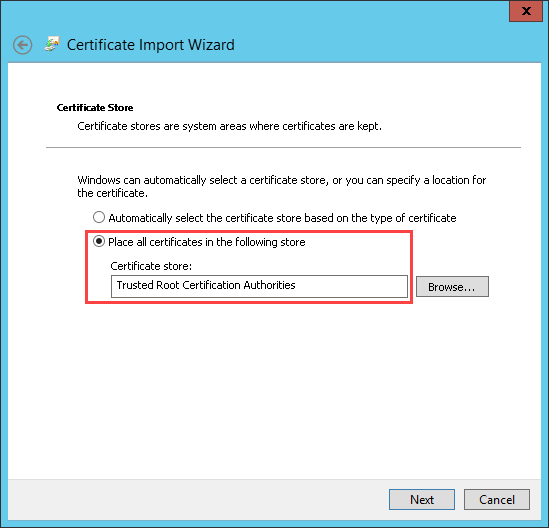 Certificate Import Wizard
Certificate Store
Certificate stores are system areas where certificates are kept.
Windows can automatically select a certificate store, or you can specify a location for
the certificate.
Automatically select the certificate store based on the type of certificate
Place all certificates in the following store
Certificate store:
Trusted Root Certification Authorities
Browse...
Next
Cancel